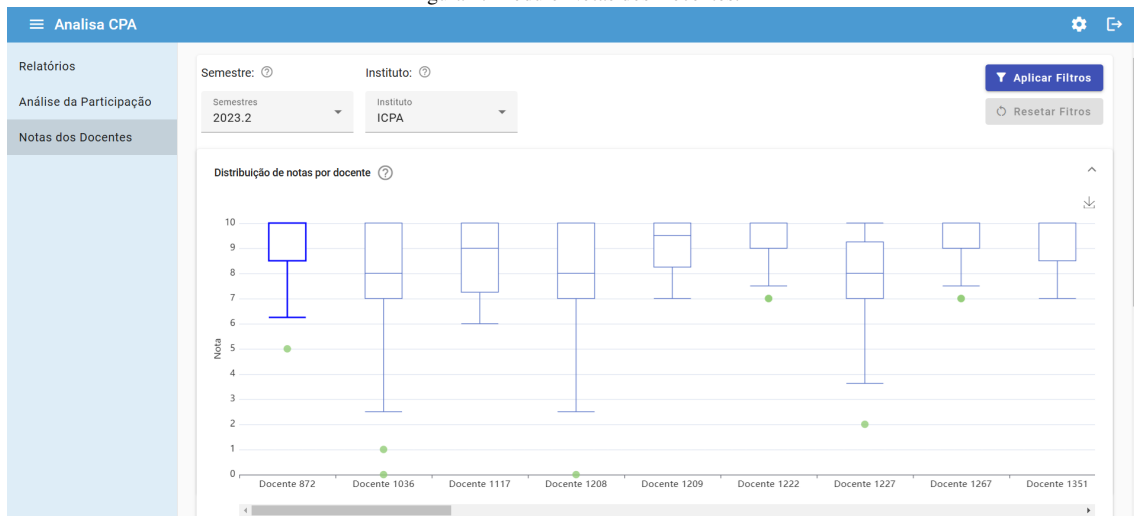 Analisa CPA
Relatórios
Análise da Participação
Notas dos Docentes
Semestre:
Instituto:
Semestres
2023.2
Instituto
ICPA
Aplicar Filtros
Resetar Fitros
Distribuição de notas por docente
10
9
8
7
6
5
4
3
2
1
0
Nota
Docente 872 Docente 1036 Docente 1117 Docente 1208 Docente 1209 Docente 1222 Docente 1227 Docente 1267 Docente 1351